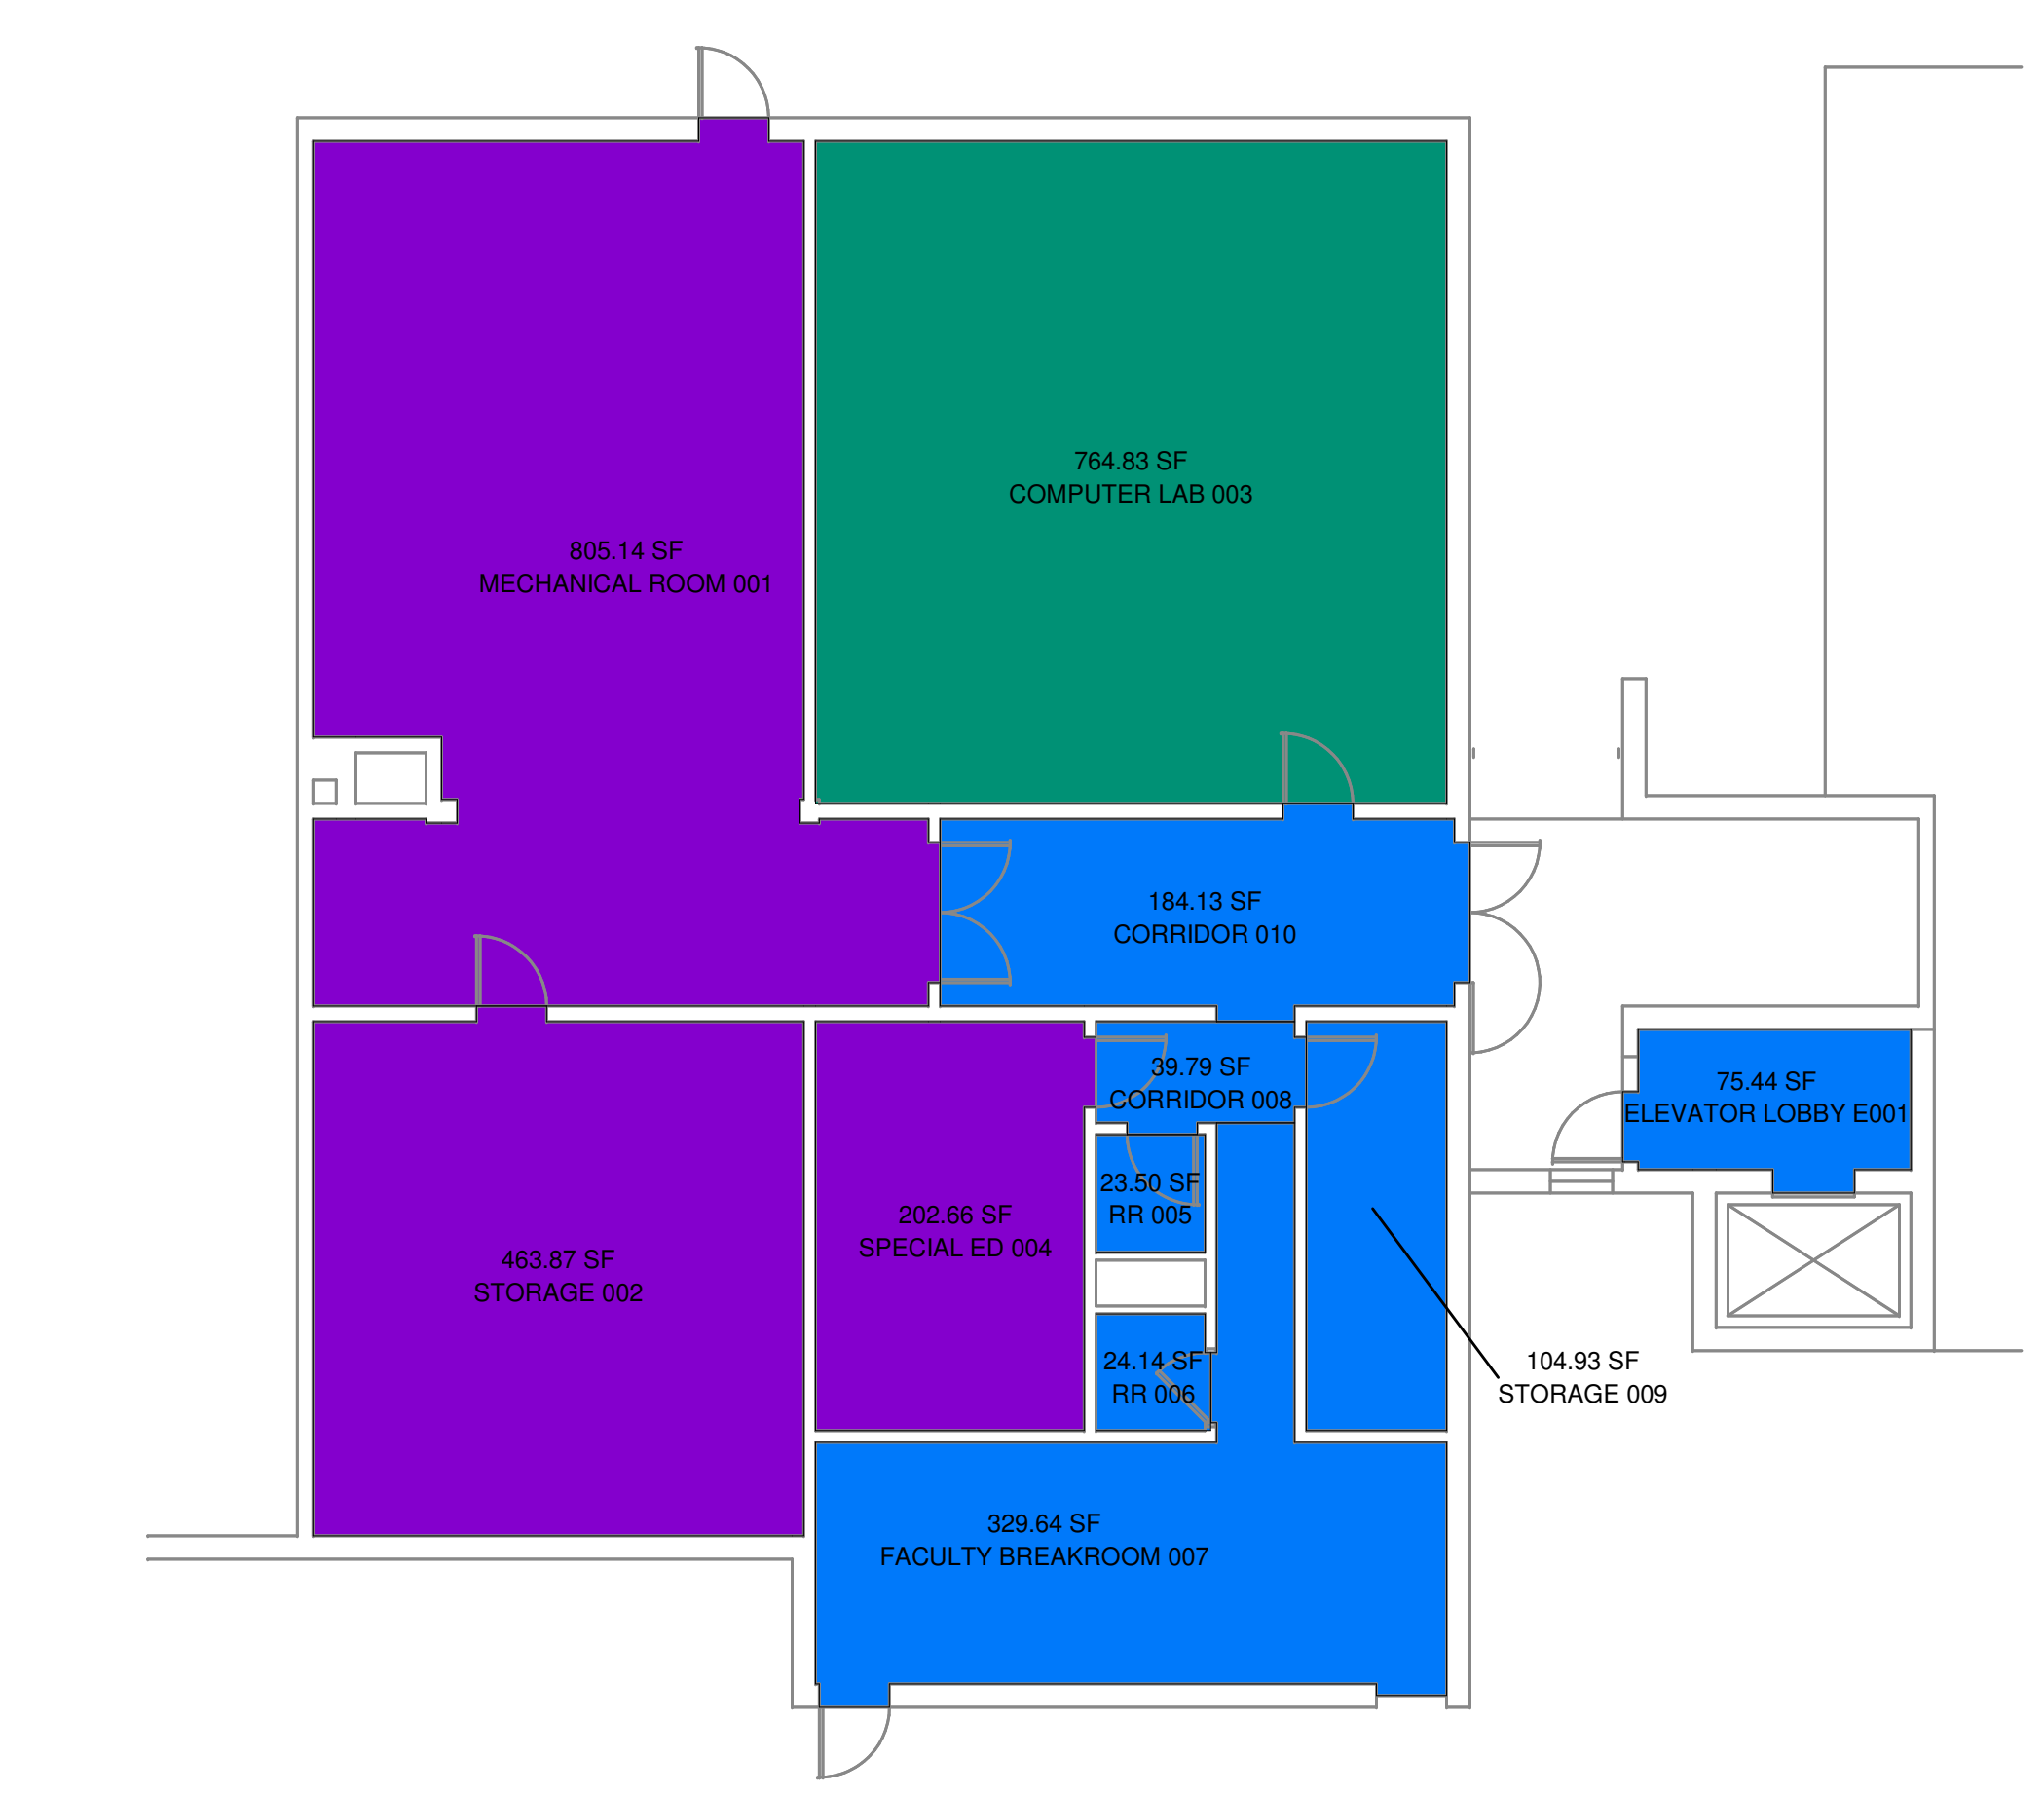 764.83 SF
COMPUTER LAB 003
805.14 SF
MECHANICAL ROOM 001
184.13 SF
CORRIDOR 010
39.79 SF
CORRIDOR 008
75.44 SF
ELEVATOR LOBBY E001
23.50 SF
RR 005
202.66 SF
SPECIAL ED 004
463.87 SF
STORAGE 002
24.14 SF
RR 006
104.93 SF
STORAGE 009
329.64 SF
FACULTY BREAKROOM 007